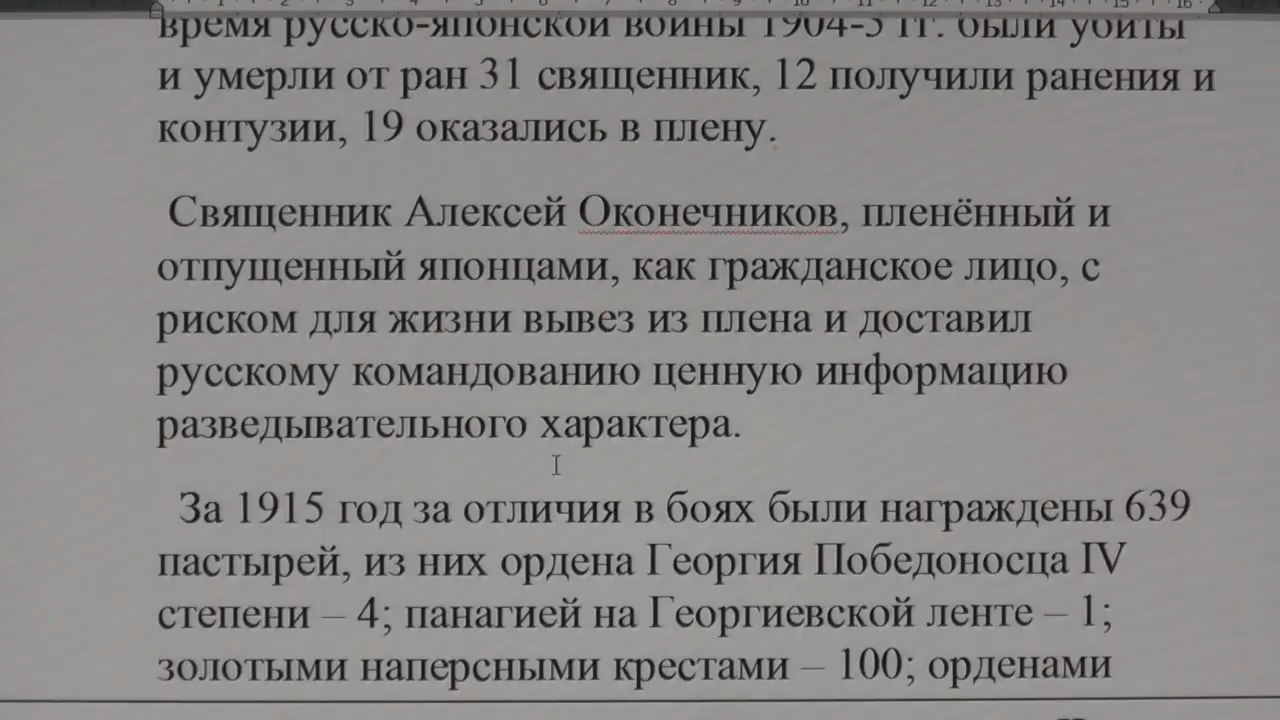 время русско-японской войны 1904-5 гг. были убиты
и умерли от ран 31 священник, 12 получили ранения и
контузии, 19 оказались в плену.
Священник Алексей Оконечников, пленённый и
отпущенный японцами, как гражданское лицо, с
риском для жизни вывез из плена и доставил
русскому командованию ценную информацию
разведывательного характера.
За 1915 год за отличия в боях были награждены 639
пастырей, из них ордена Георгия Победоносца IV
степени – 4; панагией на Георгиевской ленте – 1;
золотыми наперсными крестами – 100; орденами